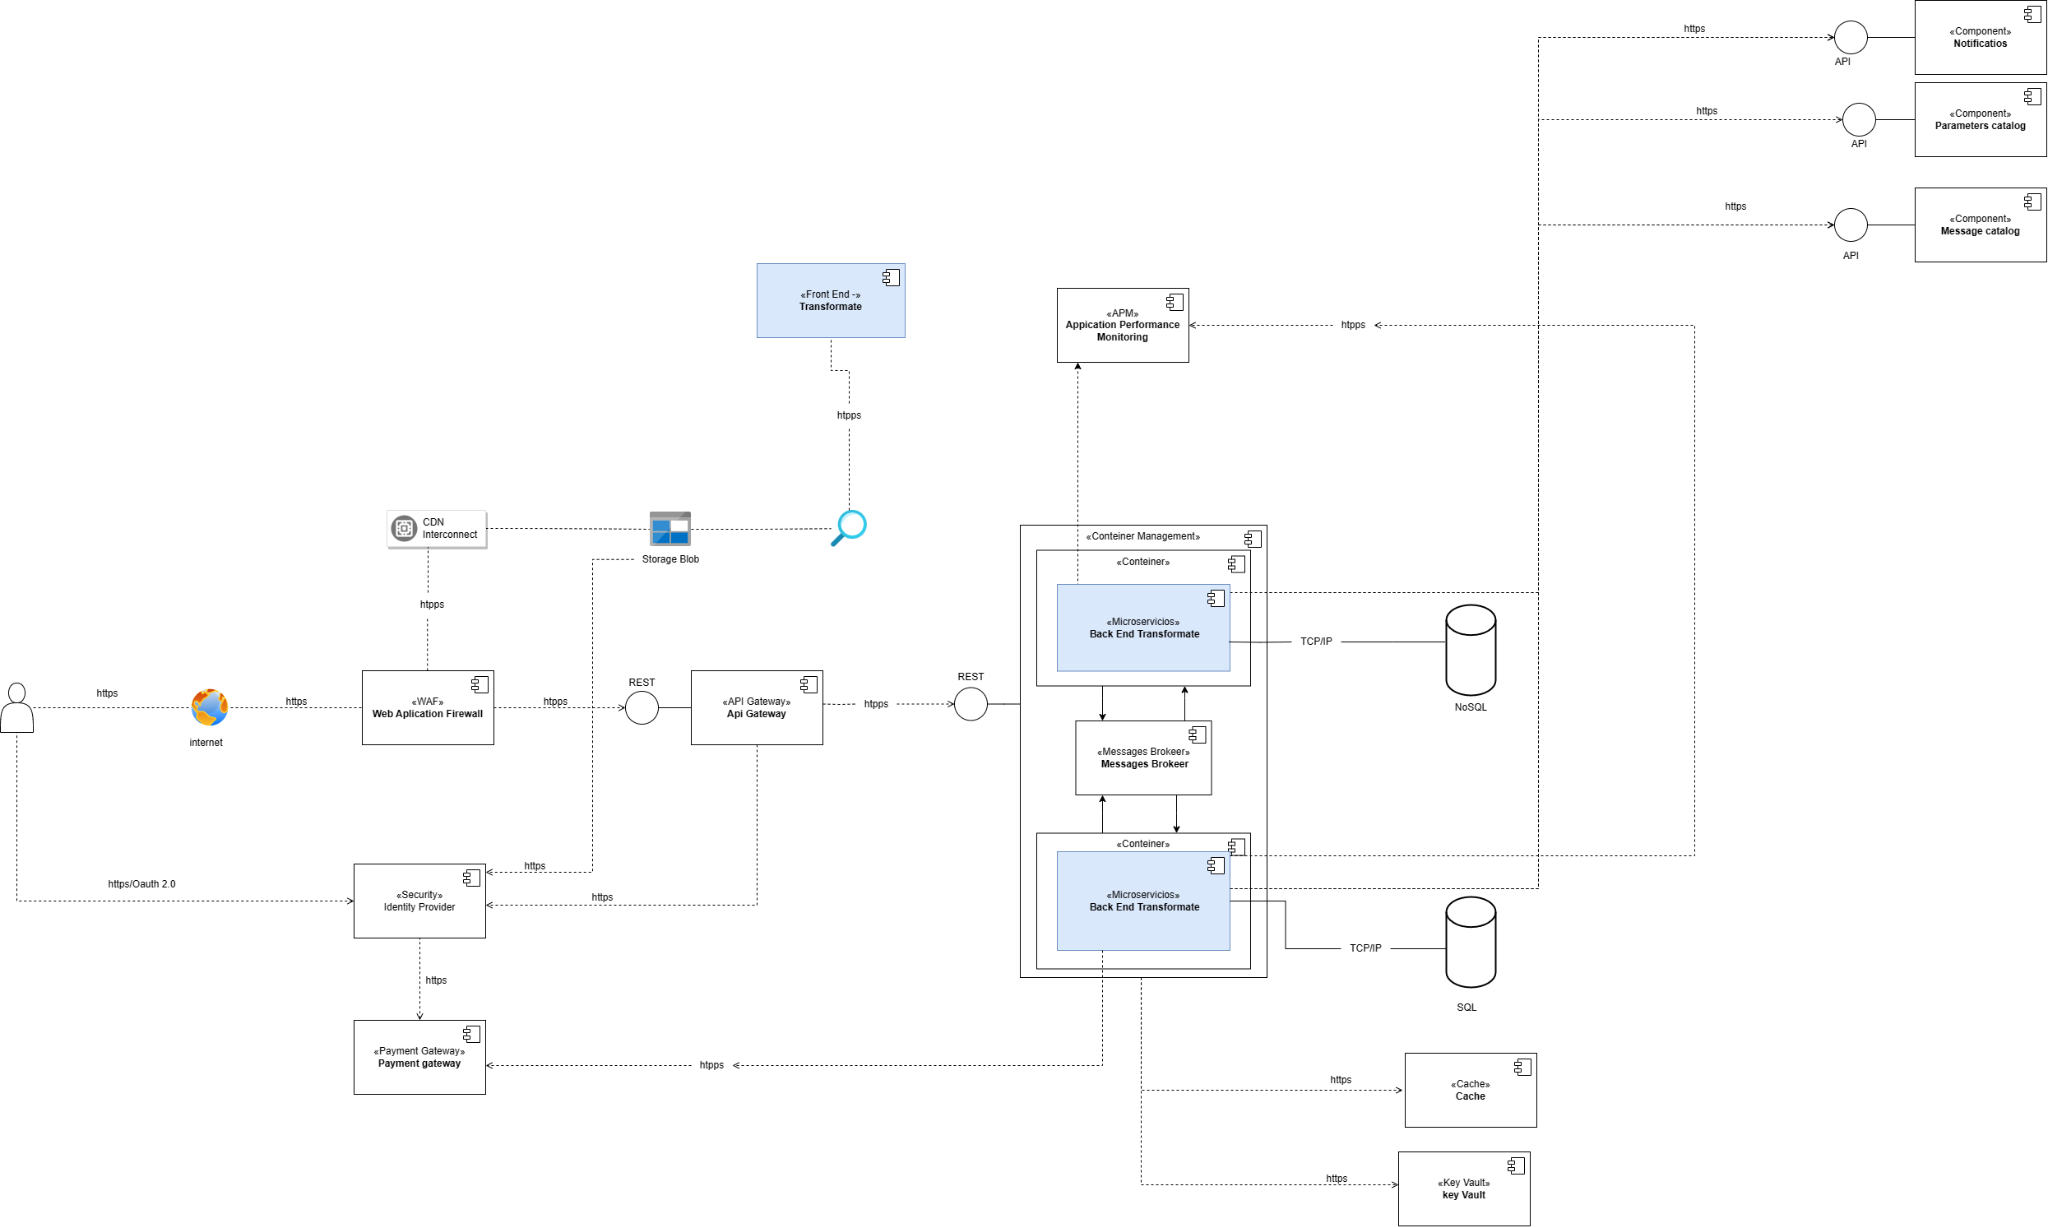 https
«Component»
Notificatios
API
https
«Component»
Parameters catalog
API
https
«Component»
Message catalog
API
«Front End -»
Transformate
«APM»
Appication Performance
Monitoring
htpps
htpps
CDN
Interconnect
Storage Blob
«Conteiner Management»
«Conteiner»
«Microservicios»
Back End Transformate
TCP/IP
NoSQL
htpps
https
internet
https
«WAF»
Web Aplication Firewall
htpps
REST
«API Gateway»
Api Gateway
htpps
REST
«Messages Brokeer»
Messages Brokeer
«Conteiner»
«Microservicios»
Back End Transformate
TCP/IP
SQL
https/Oauth 2.0
https
https
«Security»
Identity Provider
https
«Payment Gateway»
Payment gateway
htpps
https
«Cache»
Cache
https
«Key Vault»
key Vault